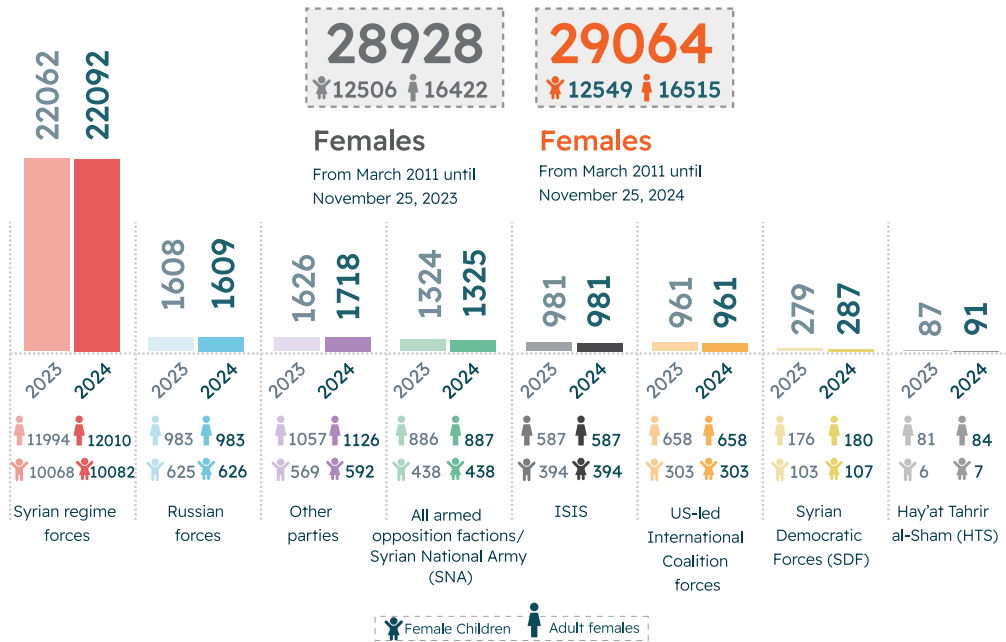 28928
12506 16422
Females
From March 2011 until
November 25, 2023
29064
12549 16515
Females
From March 2011 until
November 25, 2024
22062 22092
1608 1609
1626 1718
1324 1325
981 981
961 961
279 287
87 91
2023 2024
2023 2024
2023 2024
2023 2024
2023 2024
2023 2024
2023 2024
2023 2024
11994 12010
10068 10082
Syrian regime
forces
983 983
625 626
Russian
forces
1057 1126
569 592
Other
parties
886 887
438 438
All armed
opposition factions/
Syrian National Army
(SNA)
587 587
394 394
ISIS
658 658
303 303
US-led
International
Coalition
forces
176 180
103 107
Syrian
Democratic
Forces (SDF)
81 84
6 7
Hay’at Tahrir
al-Sham (HTS)
Female Children Adult females